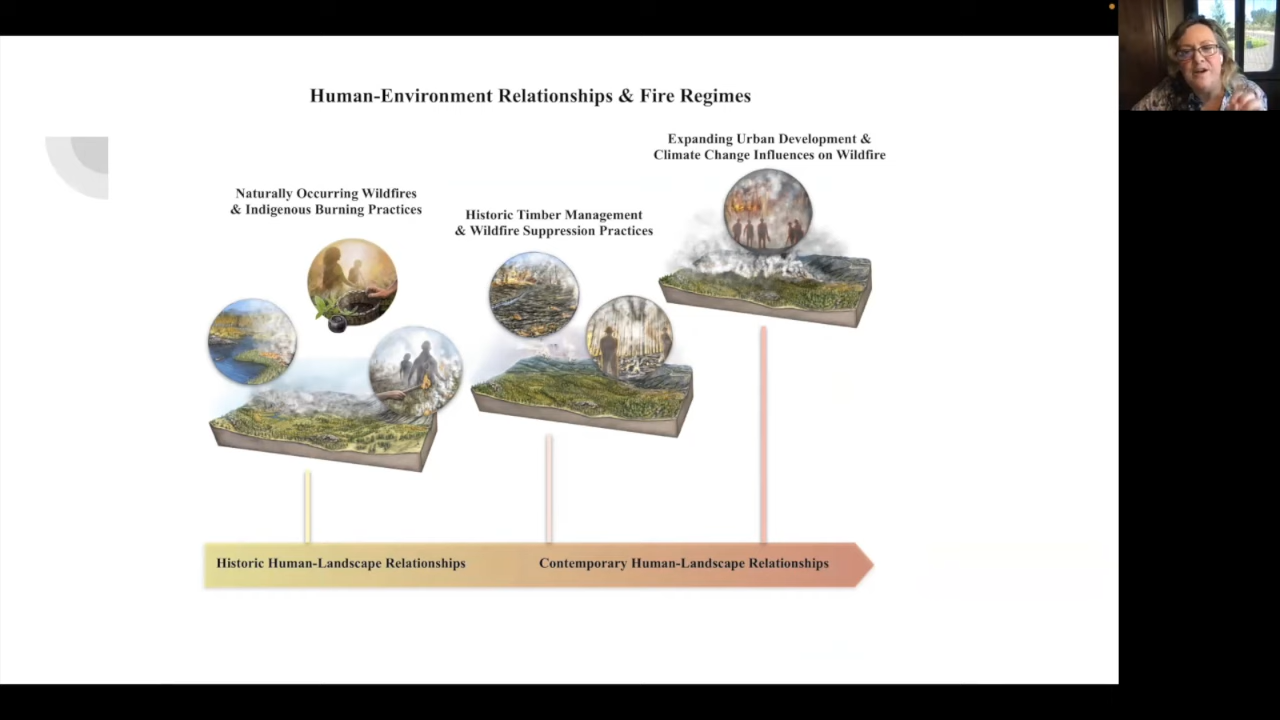 Human-Environment Relationships & Fire Regimes
Expanding Urban Development &
Climate Change Influences on Wildfire
Naturally Occurring Wildfires
& Indigenous Burning Practices
Historic Timber Management
& Wildfire Suppression Practices
Historic Human-Landscape Relationships
Contemporary Human-Landscape Relationships